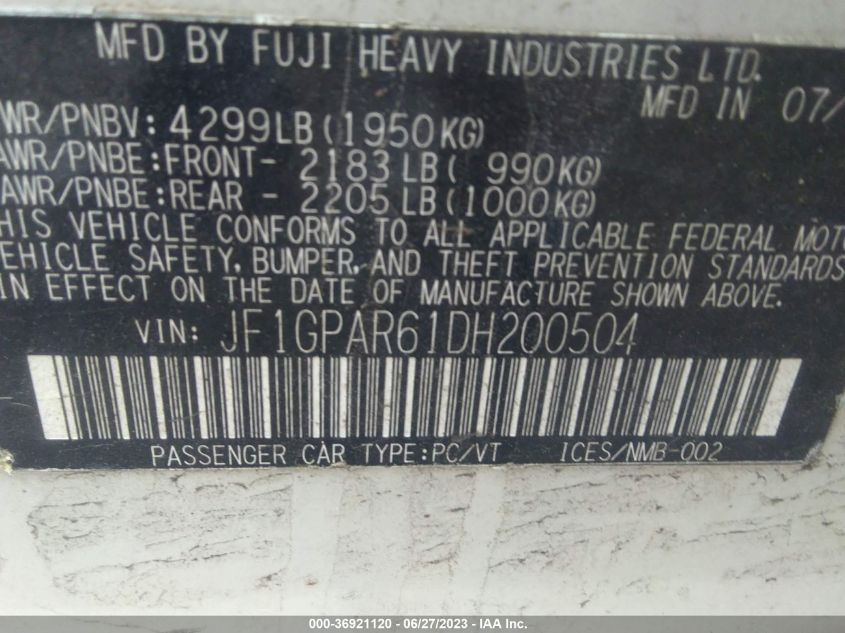 MFD BY FUJI HEAVY INDUSTRIES LTD.
MFD IN 07/
WR/PNBV: 4299LB (1950KG)
AWR/PNBE: FRONT- 2183 LB ( 990KG)
AWR/PNBE: REAR - 2205 LB (1000KG)
HIS VEHICLE CONFORMS TO ALL APPLICABLE FEDERAL MOTO
EHICLE SAFETY, BUMPER, AND THEFT PREVENTION STANDARDS
IN EFFECT ON THE DATE OF MANUFACTURE SHOWN ABOVE.
VIN: JF1GPAR61DH200504
PASSENGER CAR TYPE:PC/VT ICES/NMB-002
000-36921120 - 06/27/2023 - IAA Inc.